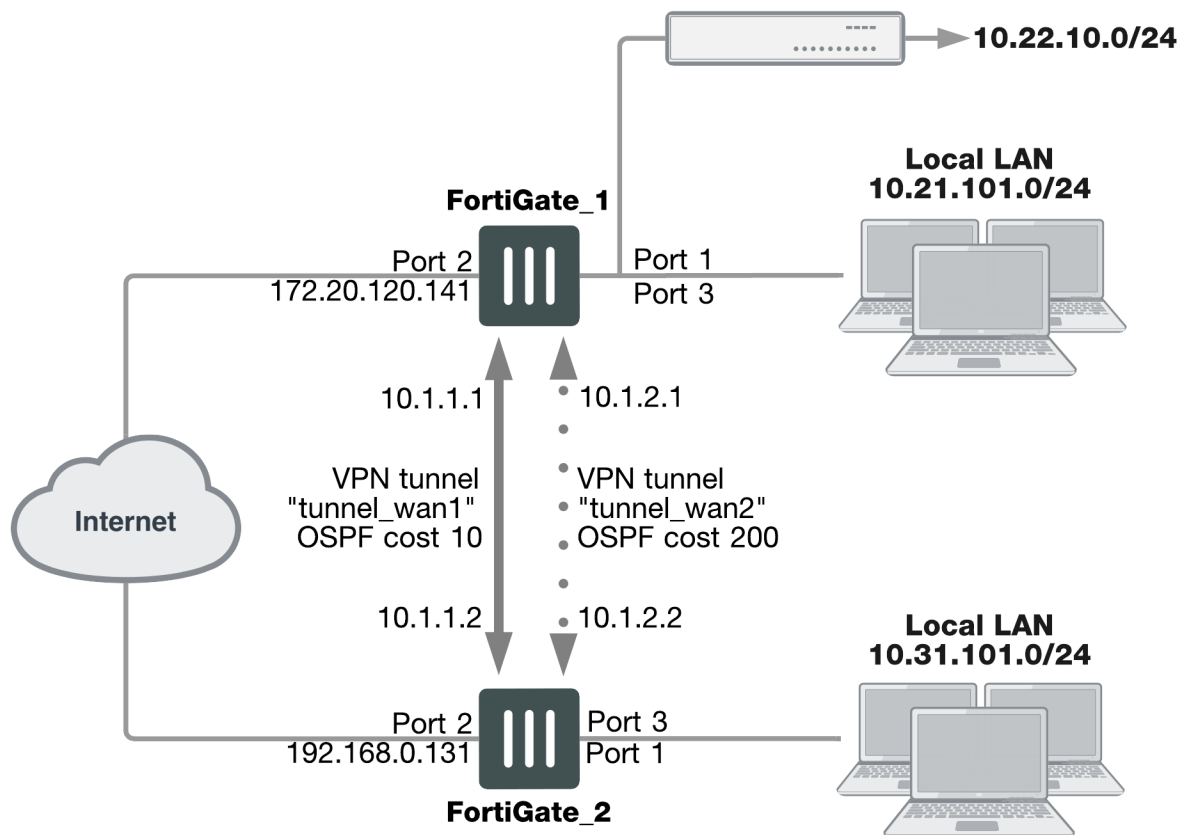 10.22.10.0/24
Local LAN
10.21.101.0/24
FortiGate_1
Port 2
172.20.120.141
Port 1
Port 3
10.1.1.1
10.1.2.1
VPN tunnel
"tunnel_wan1"
OSPF cost 10
VPN tunnel
"tunnel_wan2"
OSPF cost 200
Internet
10.1.1.2
10.1.2.2
Local LAN
10.31.101.0/24
Port 2
192.168.0.131
Port 3
Port 1
FortiGate_2